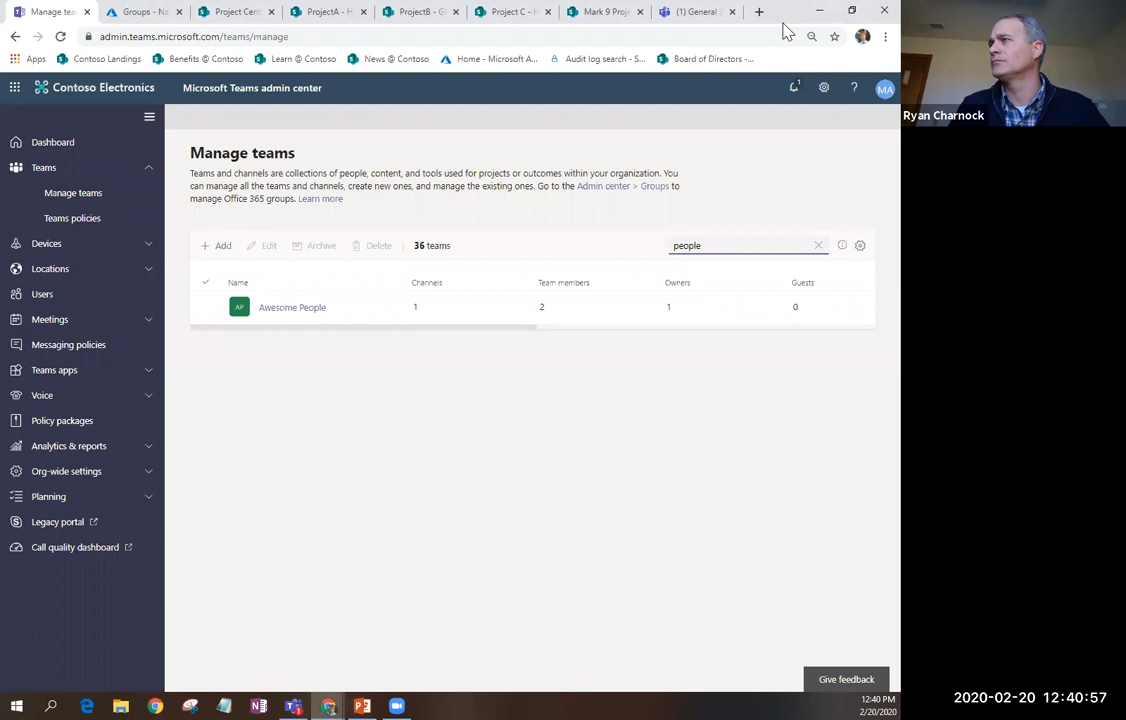 Manage tea
Groups - Na
Project Cent
ProjectA - H
ProjectB - G
Project C - H
Mark 9 Proj
(1) General (
admin.teams.microsoft.com/teams/manage
Apps
Contoso Landings
Benefits @ Contoso
Learn @ Contoso
News @ Contoso
Home - Microsoft A...
Audit log search - S...
Board of Directors -...
Ryan Charnock
Contoso Electronics
Microsoft Teams admin center
1
?
MA
Dashboard
Teams
Manage teams
Teams policies
Devices
Locations
Users
Meetings
Messaging policies
Teams apps
Voice
Policy packages
Analytics & reports
Org-wide settings
Planning
Legacy portal
Call quality dashboard
Manage teams
Teams and channels are collections of people, content, and tools used for projects or outcomes within your organization. You
can manage all the teams and channels, create new ones, and manage the existing ones. Go to the Admin center > Groups to
manage Office 365 groups. Learn more
Add
Edit
Archive
Delete
36 teams
people
Name
Channels
Team members
Owners
Guests
AP
Awesome People
1
2
1
0
Give feedback
12:40 PM
2/20/2020
2020-02-20 12:40:57